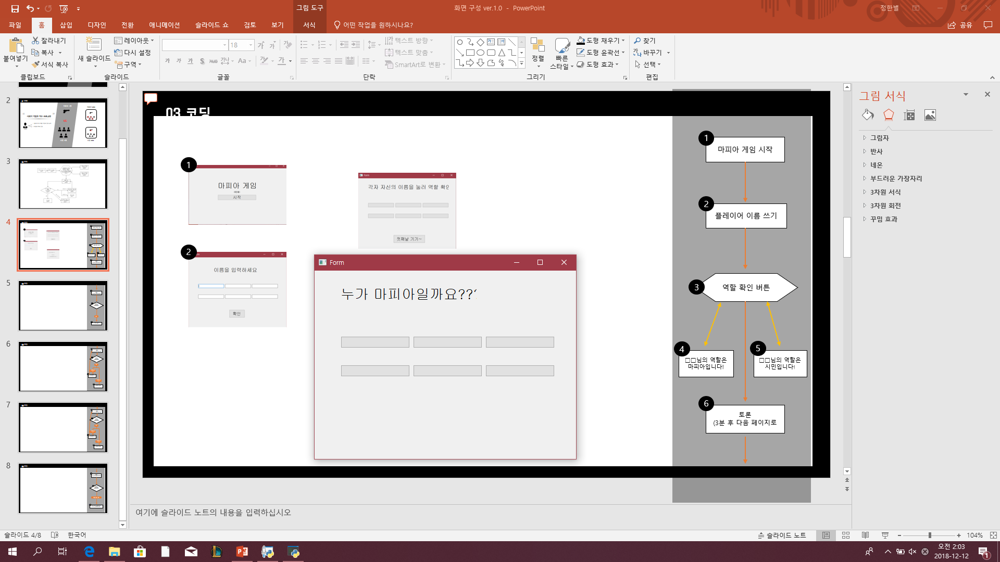 그림 도구
화면 구성 ver.1.0 - PowerPoint
정한별
파일
홈
삽입
디자인
전환
애니메이션
슬라이드 쇼
검토
보기
서식
어떤 작업을 원하시나요?
공유
붙여넣기
잘라내기
복사
서식 복사
클립보드
새 슬라이드
레이아웃
다시 설정
구역
슬라이드
18
가
가
가
가
S
가나
Aa
가
가
글꼴
텍스트 방향
텍스트 맞춤
SmartArt로 변환
단락
정렬
빠른
스타일
도형 채우기
도형 윤곽선
도형 효과
그리기
찾기
바꾸기
선택
편집
2
3
4
5
6
7
8
03 코딩
1
마피아 게임
시작
2
이름을 입력하세요
확인
Form
각자 자신의 이름을 눌러 역할 확인
첫째날 가기~
Form
누가 마피아일까요???
1
마피아 게임 시작
2
플레이어 이름 쓰기
3
역할 확인 버튼
4
□□님의 역할은
마피아입니다!
5
□□님의 역할은
시민입니다!
6
토론
(3분 후 다음 페이지로
그림 서식
그림자
반사
네온
부드러운 가장자리
3차원 서식
3차원 회전
꾸밈 효과
여기에 슬라이드 노트의 내용을 입력하십시오
슬라이드 4/8
한국어
슬라이드 노트
104%
오전 2:03
2018-12-12
1